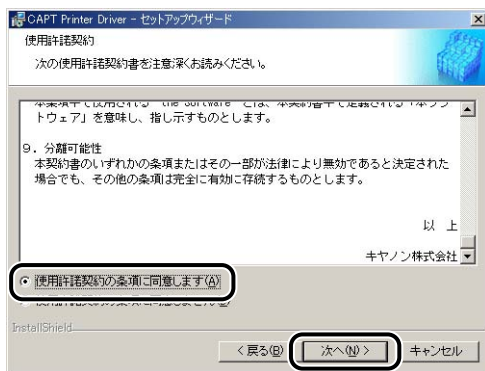 CAPT Printer Driver - セットアップウィザード
使用許諾契約
次の使用許諾契約書を注意深くお読みください。
トウェア」を意味し、指し示すものとします。
9. 分離可能性
本契約書のいずれかの条項またはその一部が法律により無効であると決定された
場合でも、その他の条項は完全に有効に存続するものとします。
以 上
キヤノン株式会社
使用許諾契約の条項に同意します(A)
InstallShield
< 戻る(B)
次へ(N) >
キャンセル